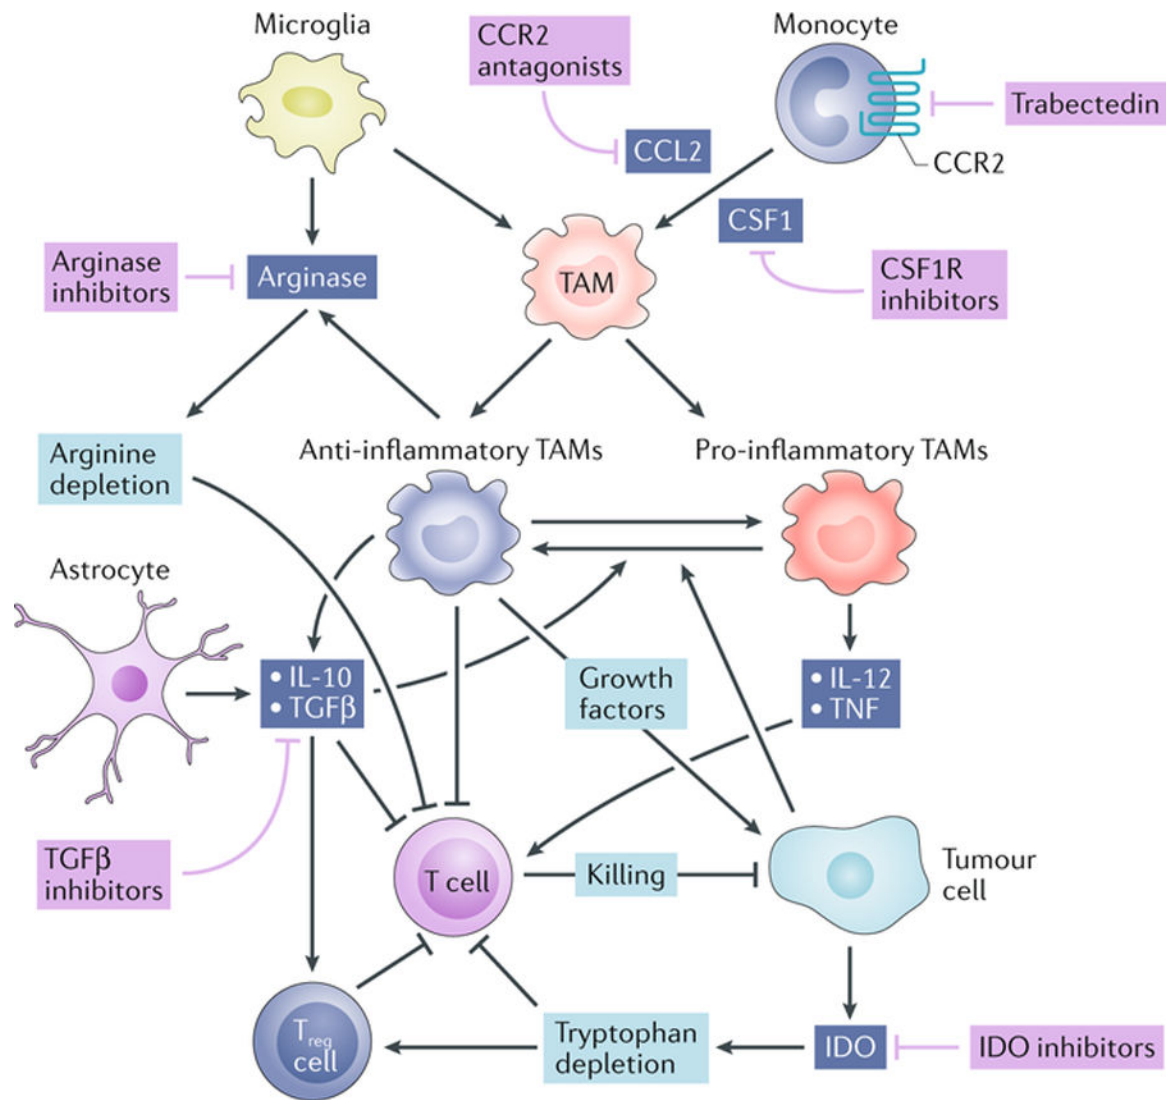 Microglia
CCR2
antagonists
Monocyte
Trabectedin
CCL2
CCR2
CSF1
Arginase
inhibitors
Arginase
TAM
CSF1R
inhibitors
Arginine
depletion
Anti-inflammatory TAMs
Pro-inflammatory TAMs
Astrocyte
• IL-10
• TGFβ
Growth
factors
• IL-12
• TNF
TGFβ
inhibitors
T cell
Killing
Tumour
cell
Treg
cell
Tryptophan
depletion
IDO
IDO inhibitors